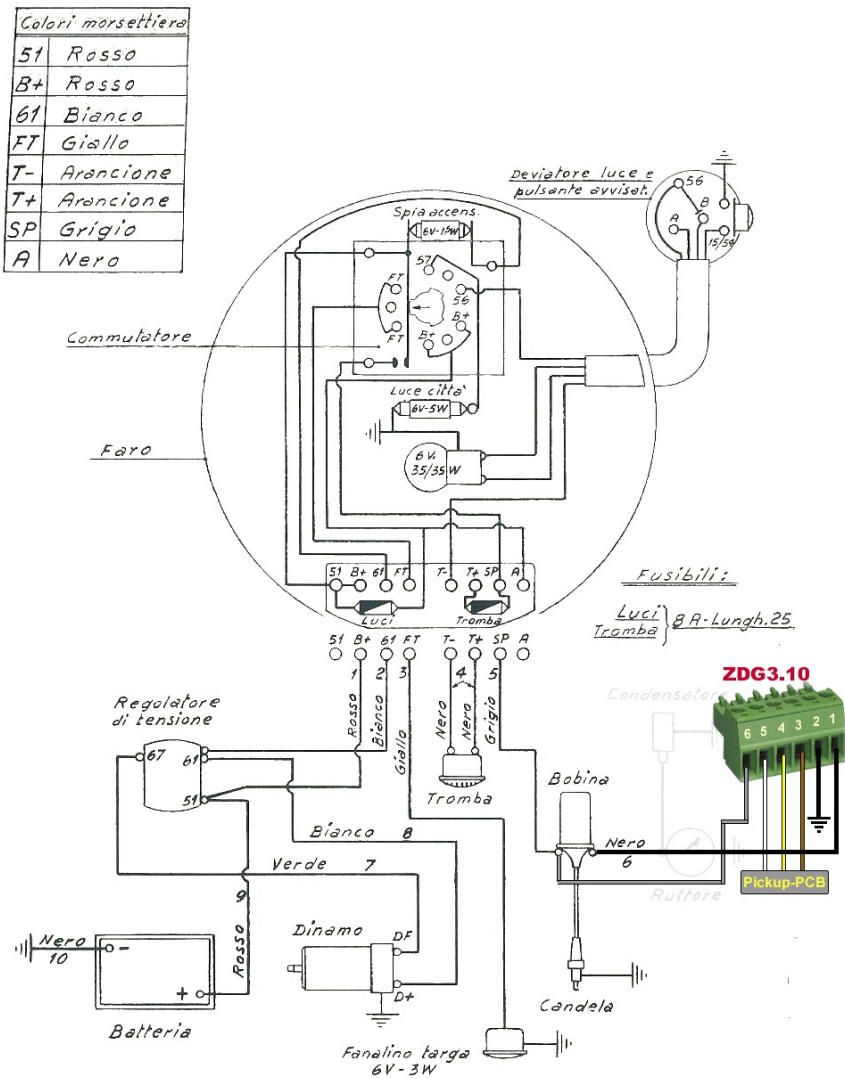 Colori morsettiera
51 Rosso
B+ Rosso
61 Bianco
FT Giallo
T- Arancione
T+ Arancione
SP Grigio
A Nero
Deviatore luce e
pulsante avvisat.
56
A
B
15/54
Spia accens.
6V-1,5W
57
FT
56
B+
FT
B+
Commutatore
Luce città
6V-5W
Faro
6V.
35/35W
51 B+ 61 FT T- T+ SP A
Luci
Tromba
51 B+ 61 FT T- T+ SP A
Fusibili:
Luci
Tromba
8A-Lungh.25
1 2 3 4 5
Rosso
Bianco
Giallo
Nero
Nero
Grigio
Tromba
Regolatore
di tensione
67
61
51
Bianco 8
Verde 7
9
Rosso
Nero
10
-
+
Batteria
Dinamo
DF
D+
Fanalino targa
6V-3W
Bobina
Nero
6
Candela
Condensatore
Ruttore
ZDG3.10
6 5 4 3 2 1
Pickup-PCB